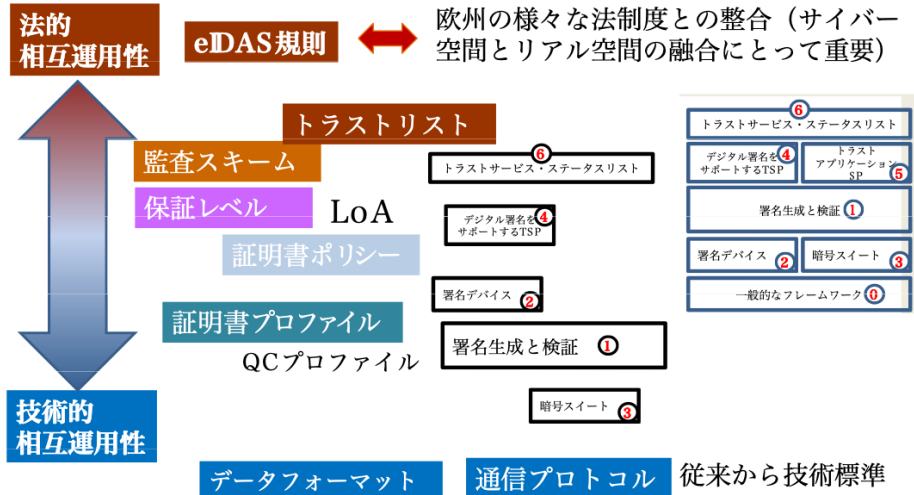 法的
相互運用性
eIDAS規則
欧州の様々な法制度との整合（サイバー
空間とリアル空間の融合にとって重要）
トラストリスト
監査スキーム
保証レベル
LoA
証明書ポリシー
証明書プロファイル
QCプロファイル
⑥
トラストサービス・ステータスリスト
デジタル署名を
サポートするTSP
④
署名デバイス
②
署名生成と検証
①
暗号スイート
③
⑥
トラストサービス・ステータスリスト
デジタル署名を
サポートするTSP
④
トラスト
アプリケーション
SP
⑤
署名生成と検証
①
署名デバイス
②
暗号スイート
③
一般的なフレームワーク
⓪
技術的
相互運用性
データフォーマット
通信プロトコル
従来から技術標準